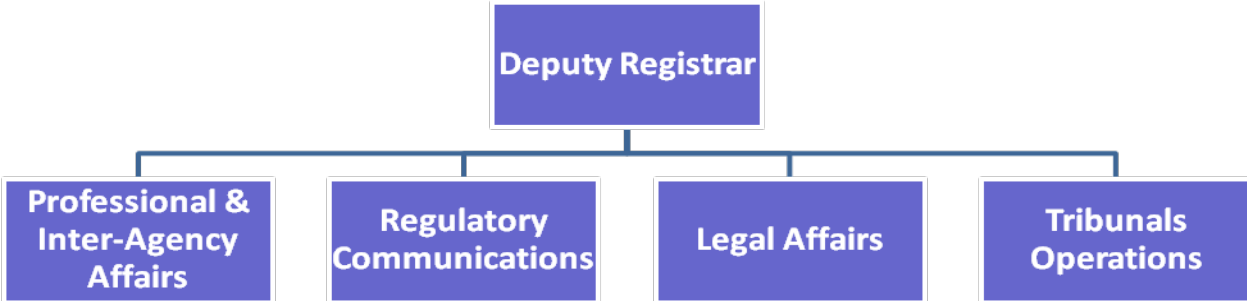 Deputy Registrar
Professional &
Inter-Agency
Affairs
Regulatory
Communications
Legal Affairs
Tribunals
Operations